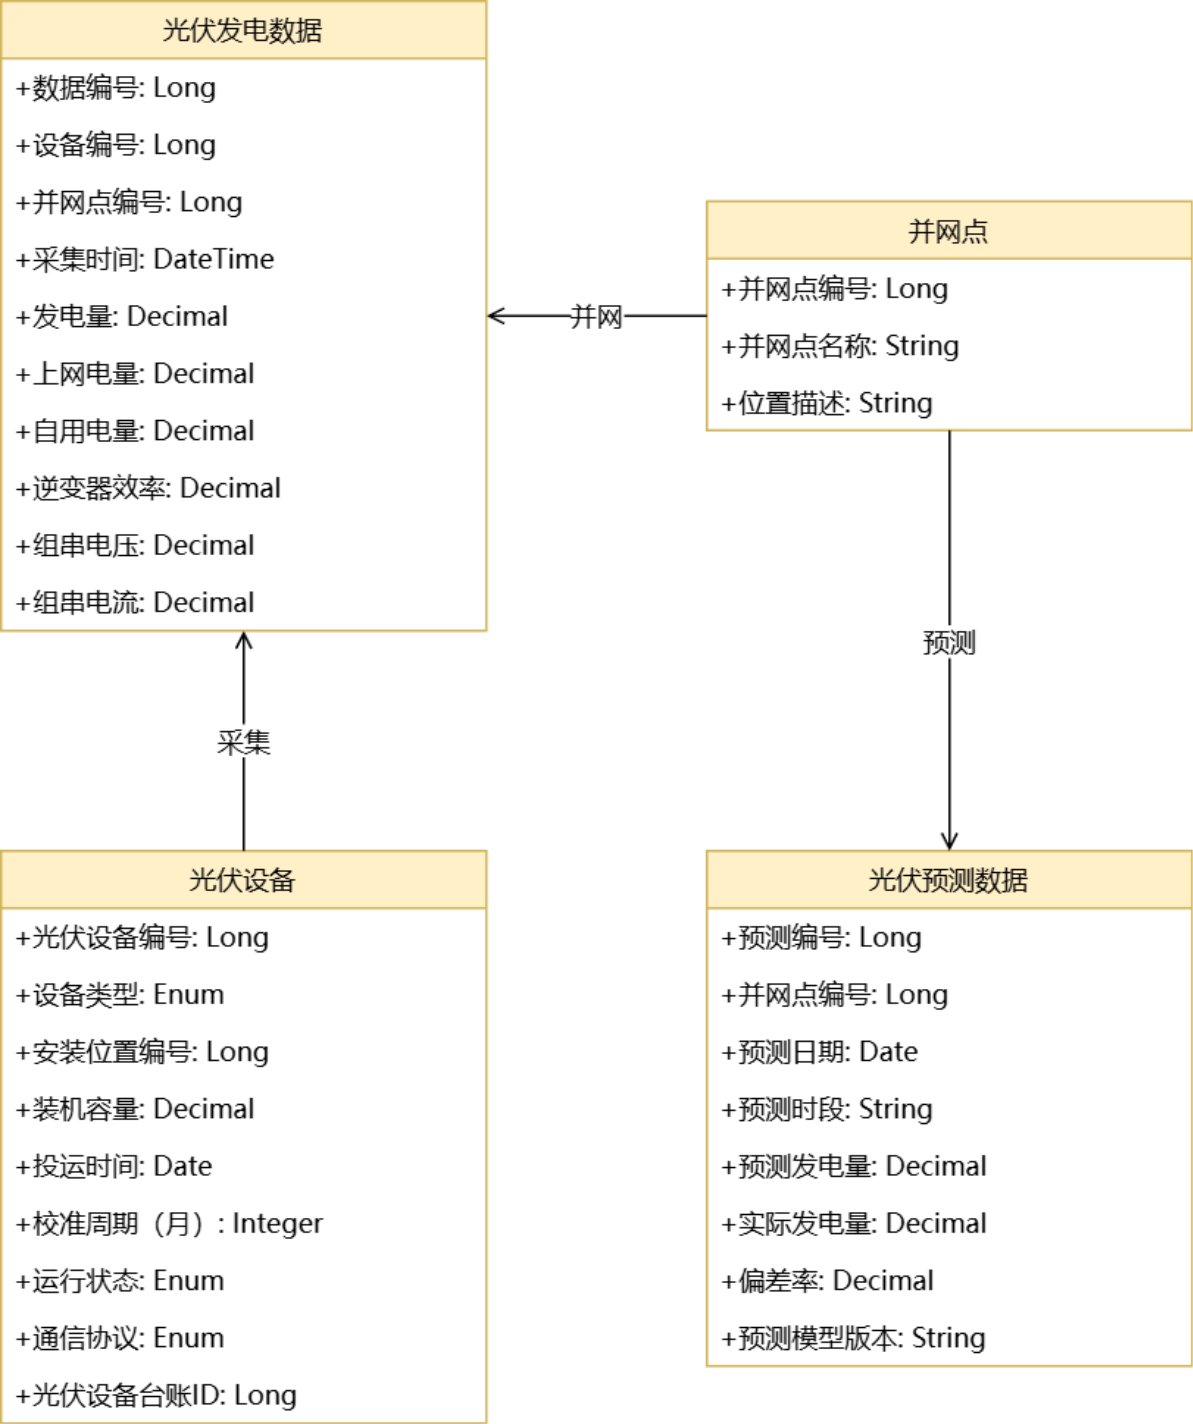 光伏发电数据
+数据编号: Long
+设备编号: Long
+并网点编号: Long
+采集时间: DateTime
+发电量: Decimal
+上网电量: Decimal
+自用电量: Decimal
+逆变器效率: Decimal
+组串电压: Decimal
+组串电流: Decimal
并网
并网点
+并网点编号: Long
+并网点名称: String
+位置描述: String
采集
预测
光伏设备
+光伏设备编号: Long
+设备类型: Enum
+安装位置编号: Long
+装机容量: Decimal
+投运时间: Date
+校准周期（月）: Integer
+运行状态: Enum
+通信协议: Enum
+光伏设备台账ID: Long
光伏预测数据
+预测编号: Long
+并网点编号: Long
+预测日期: Date
+预测时段: String
+预测发电量: Decimal
+实际发电量: Decimal
+偏差率: Decimal
+预测模型版本: String